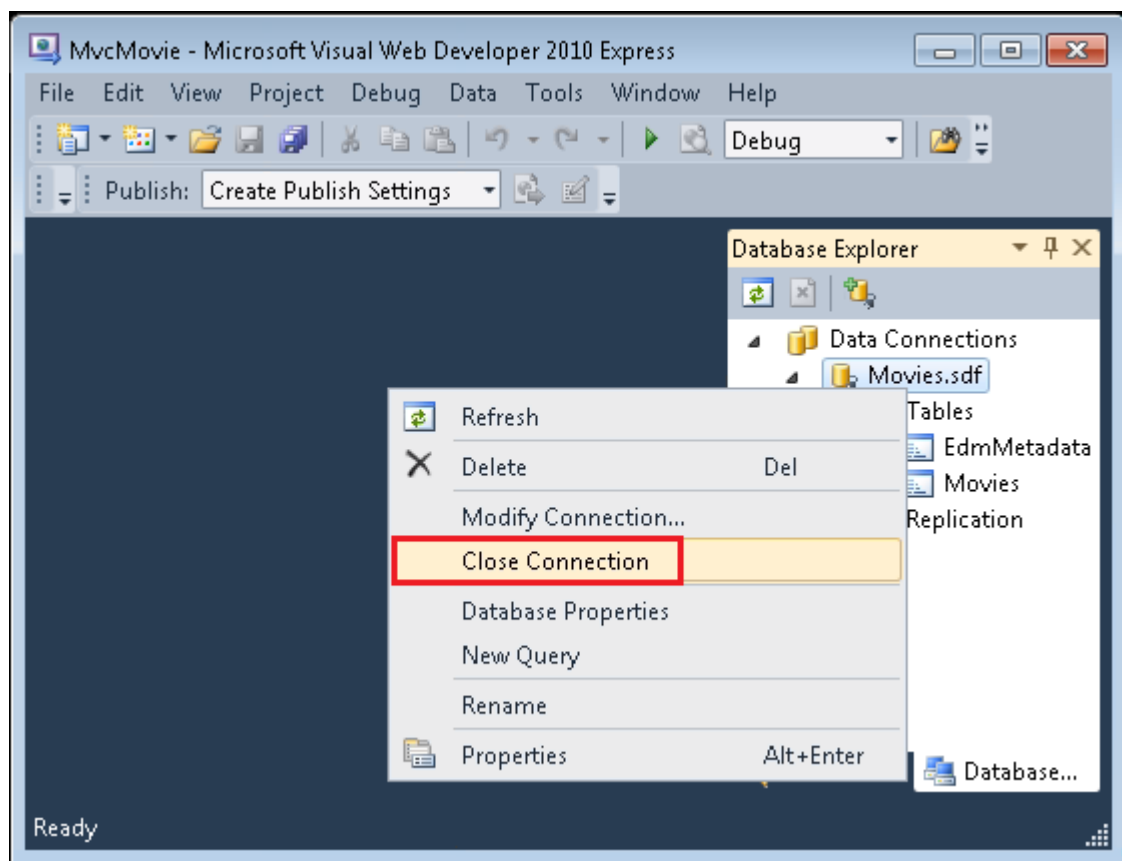 MvcMovie - Microsoft Visual Web Developer 2010 Express
File Edit View Project Debug Data Tools Window Help
Debug
Publish: Create Publish Settings
Database Explorer
Data Connections
Movies.sdf
Tables
EdmMetadata
Movies
Replication
Refresh
Delete Del
Modify Connection...
Close Connection
Database Properties
New Query
Rename
Properties Alt+Enter
Database...
Ready